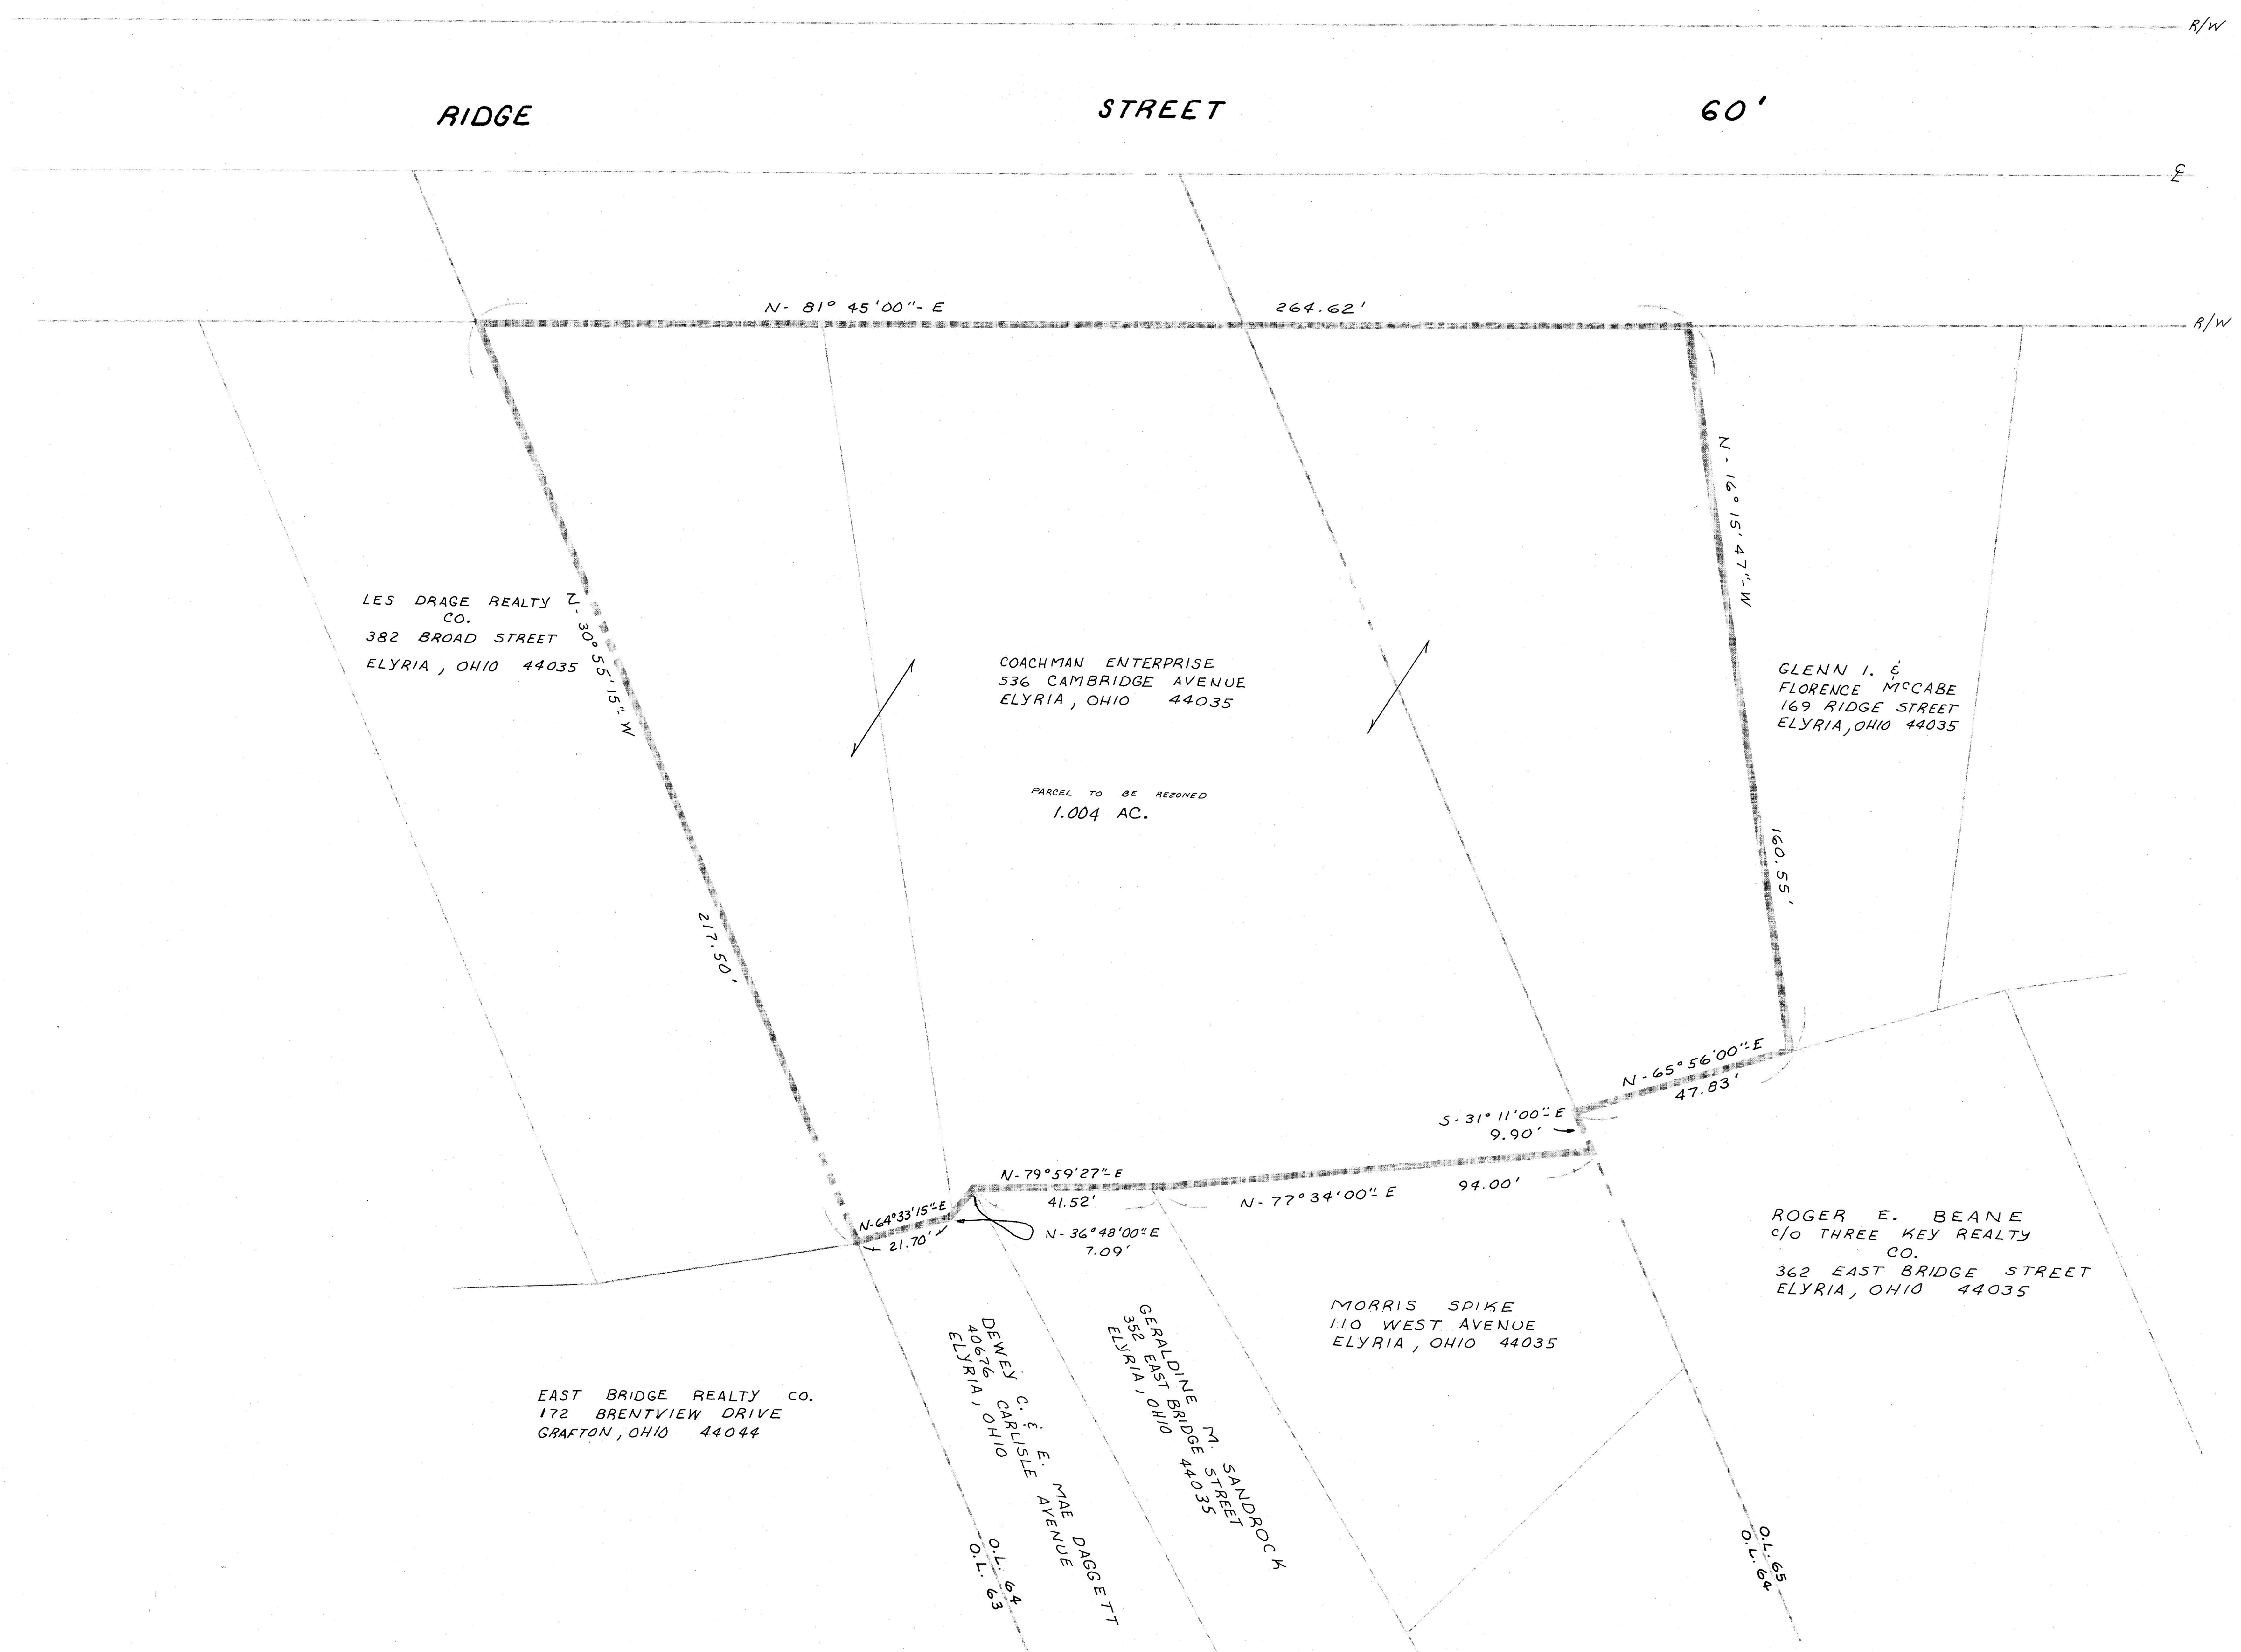 R/W
RIDGE STREET 60'
℄
N- 81° 45'00"- E 264.62'
R/W
N - 16° 15' 47"- W
160.55'
LES DRAGE REALTY
CO.
382 BROAD STREET
ELYRIA, OHIO 44035
N- 30° 55' 15"- W
217.50'
COACHMAN ENTERPRISE
536 CAMBRIDGE AVENUE
ELYRIA, OHIO 44035
PARCEL TO BE REZONED
1.004 AC.
GLENN I. &
FLORENCE McCABE
169 RIDGE STREET
ELYRIA, OHIO 44035
N-65°56'00"-E
47.83'
S-31° 11'00"-E
9.90'
N-79°59'27"-E
41.52'
N-77°34'00"-E 94.00'
N-64°33'15"-E
21.70'
N-36°48'00"-E
7.09'
ROGER E. BEANE
C/O THREE KEY REALTY
CO.
362 EAST BRIDGE STREET
ELYRIA, OHIO 44035
MORRIS SPIKE
110 WEST AVENUE
ELYRIA, OHIO 44035
GERALDINE M. SANDROCK
352 EAST BRIDGE STREET
ELYRIA, OHIO 44035
DEWEY C. & E. MAE DAGGETT
40676 CARLISLE AVENUE
ELYRIA, OHIO
EAST BRIDGE REALTY CO.
172 BRENTVIEW DRIVE
GRAFTON, OHIO 44044
O.L. 64
O.L. 63
O.L. 65
O.L. 64